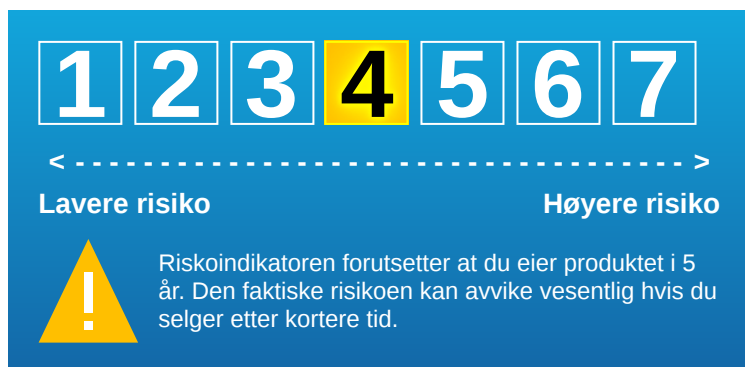 1 2 3 4 5 6 7
< - - - - - - - - - - - - - - - - - - - - - - - - - - - - - - - - - - - - >
Lavere risiko Høyere risiko
Riskoindikatoren forutsetter at du eier produktet i 5
år. Den faktiske risikoen kan avvike vesentlig hvis du
selger etter kortere tid.